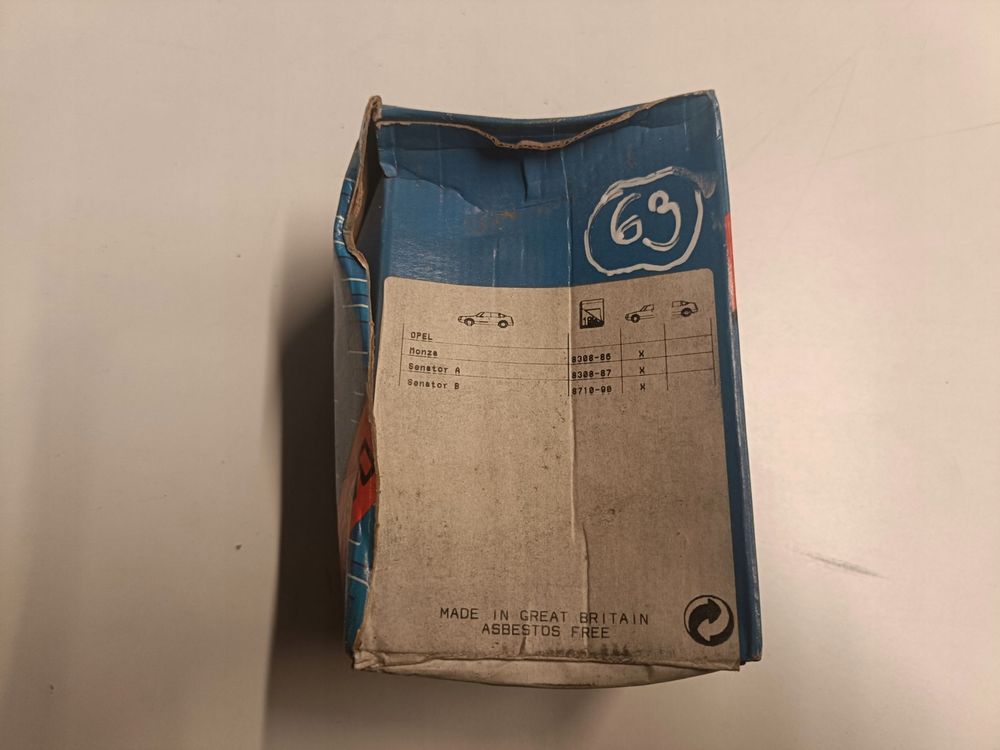 63
OPEL
Monza 8308-86 X
Senator A 8308-87 X
Senator B 8710-90 X
MADE IN GREAT BRITAIN
ASBESTOS FREE